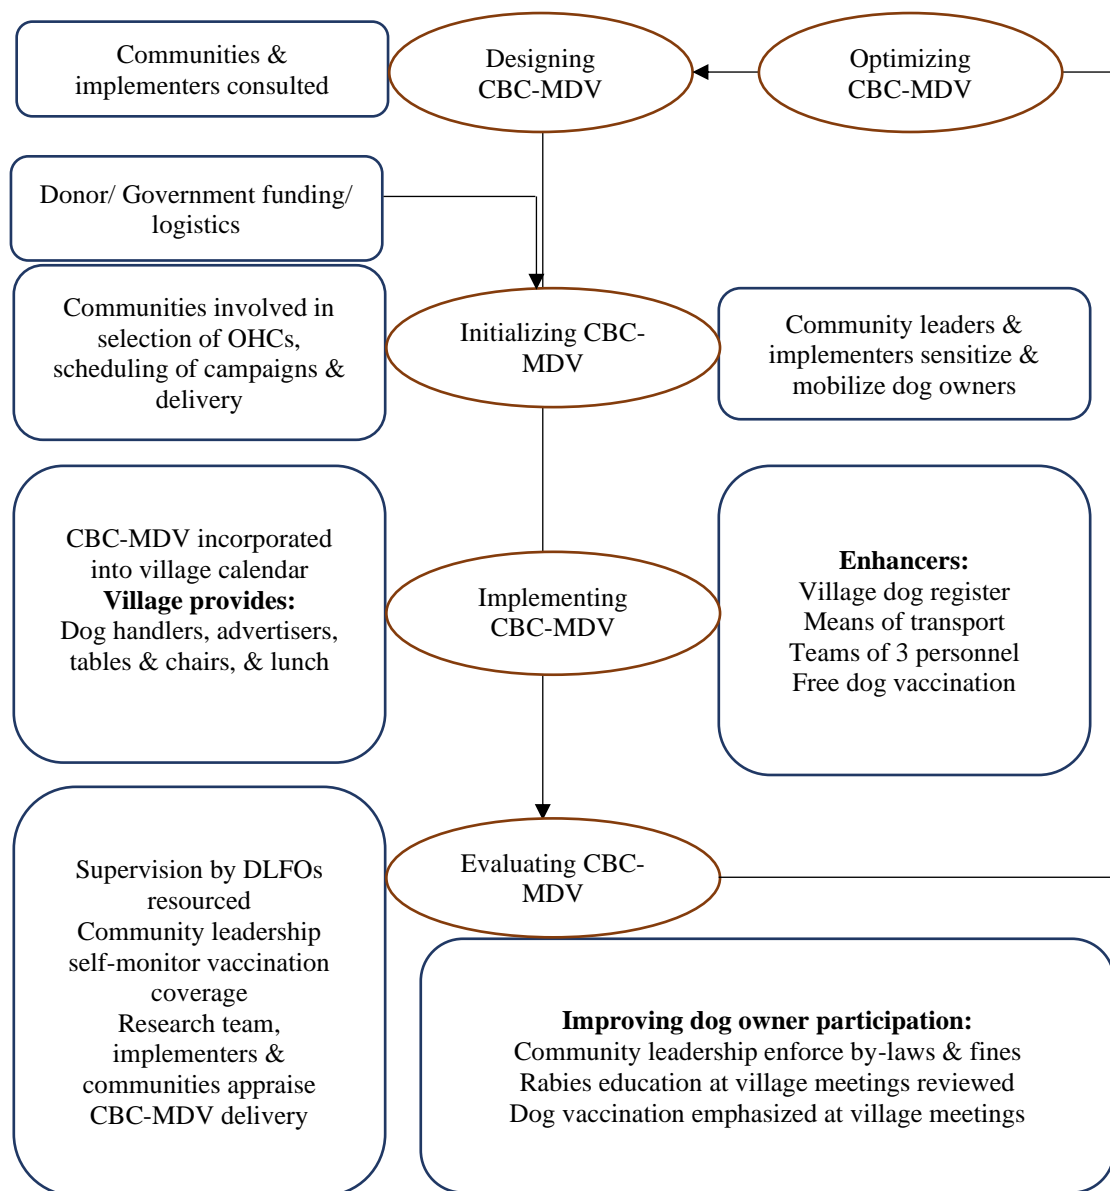 Communities &
implementers consulted
Designing
CBC-MDV
Optimizing
CBC-MDV
Donor/ Government funding/
logistics
Communities involved in
selection of OHCs,
scheduling of campaigns &
delivery
Initializing CBC-
MDV
Community leaders &
implementers sensitize &
mobilize dog owners
CBC-MDV incorporated
into village calendar
Village provides:
Dog handlers, advertisers,
tables & chairs, & lunch
Implementing
CBC-MDV
Enhancers:
Village dog register
Means of transport
Teams of 3 personnel
Free dog vaccination
Supervision by DLFOs
resourced
Community leadership
self-monitor vaccination
coverage
Research team,
implementers &
communities appraise
CBC-MDV delivery
Evaluating CBC-
MDV
Improving dog owner participation:
Community leadership enforce by-laws & fines
Rabies education at village meetings reviewed
Dog vaccination emphasized at village meetings